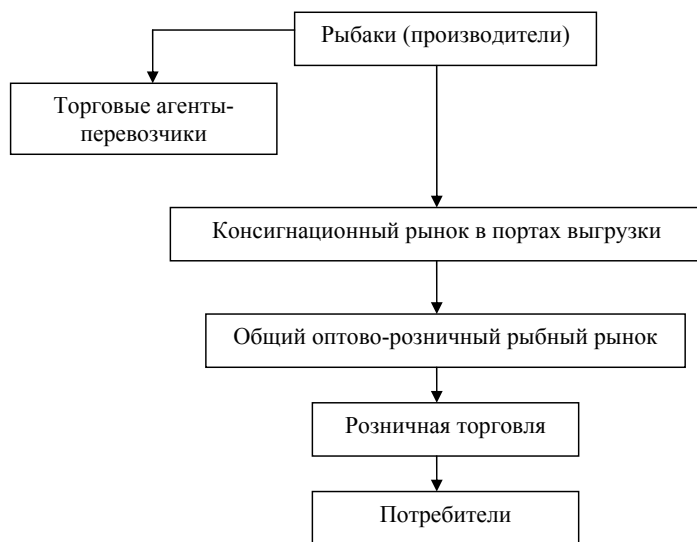 Рыбаки (производители)
Торговые агенты-
перевозчики
Консигнационный рынок в портах выгрузки
Общий оптово-розничный рыбный рынок
Розничная торговля
Потребители